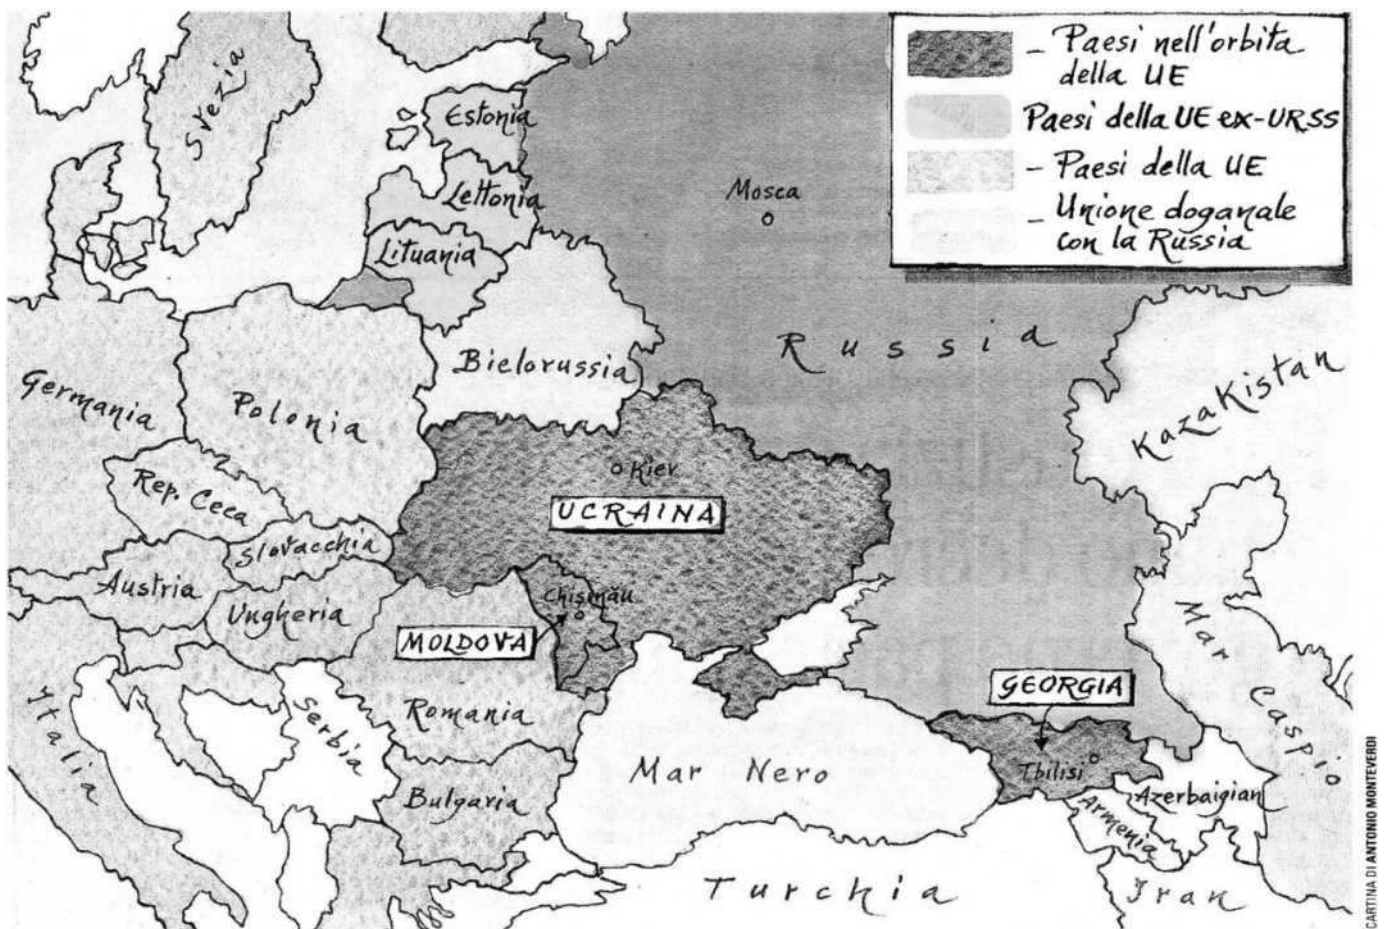 - Paesi nell'orbita
della UE
Paesi della UE ex-URSS
- Paesi della UE
- Unione doganale
con la Russia
Svezia
Estonia
Lettonia
Lituania
Mosca
Russia
Bielorussia
Germania
Polonia
Kazakistan
Rep. Ceca
Kiev
UCRAINA
Slovacchia
Austria
Ungheria
Chişinău
MOLDOVA
Mar Caspio
GEORGIA
Italia
Serbia
Romania
Tbilisi
Mar Nero
Bulgaria
Azerbaigian
Armenia
Turchia
Iran
CARTINA DI ANTONIO MONTEVERDI